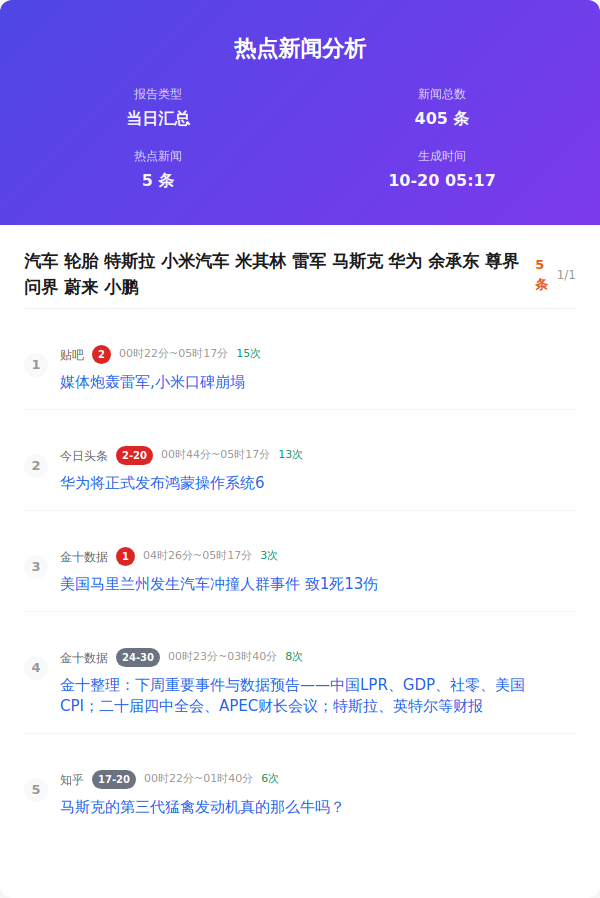 热点新闻分析
报告类型
新闻总数
当日汇总
405 条
热点新闻
生成时间
5 条
10-20 05:17
汽车 轮胎 特斯拉 小米汽车 米其林 雷军 马斯克 华为 余承东 尊界
问界 蔚来 小鹏
5
条
1/1
1
贴吧 2 00时22分~05时17分 15次
媒体炮轰雷军,小米口碑崩塌
2
今日头条 2-20 00时44分~05时17分 13次
华为将正式发布鸿蒙操作系统6
3
金十数据 1 04时26分~05时17分 3次
美国马里兰州发生汽车冲撞人群事件 致1死13伤
4
金十数据 24-30 00时23分~03时40分 8次
金十整理：下周重要事件与数据预告——中国LPR、GDP、社零、美国
CPI；二十届四中全会、APEC财长会议；特斯拉、英特尔等财报
5
知乎 17-20 00时22分~01时40分 6次
马斯克的第三代猛禽发动机真的那么牛吗？